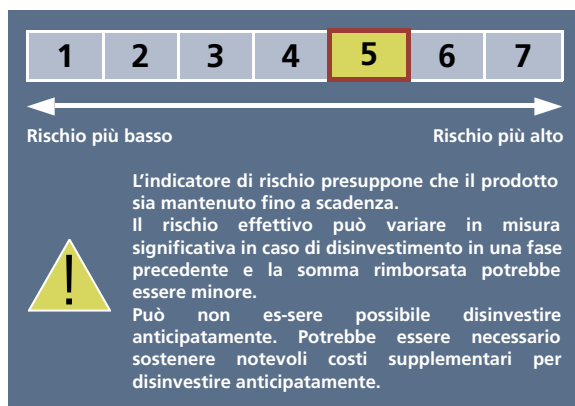 1 2 3 4 5 6 7
Rischio più basso Rischio più alto
L'indicatore di rischio presuppone che il prodotto
sia mantenuto fino a scadenza.
Il rischio effettivo può variare in misura
significativa in caso di disinvestimento in una fase
precedente e la somma rimborsata potrebbe
essere minore.
Può non es-sere possibile disinvestire
anticipatamente. Potrebbe essere necessario
sostenere notevoli costi supplementari per
disinvestire anticipatamente.
!